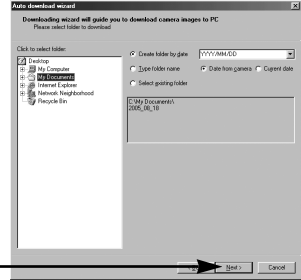 Auto download wizard
Downloading wizard will guide you to download camera images to PC
Please select folder to download
Click to select folder:
Desktop
My Computer
My Documents
Internet Explorer
Network Neighborhood
Recycle Bin
Create folder by date
YYYY/MM/DD
Type folder name
Date from camera
Current date
Select existing folder
C:\My Documents\
2005_08_18
Next >
Cancel